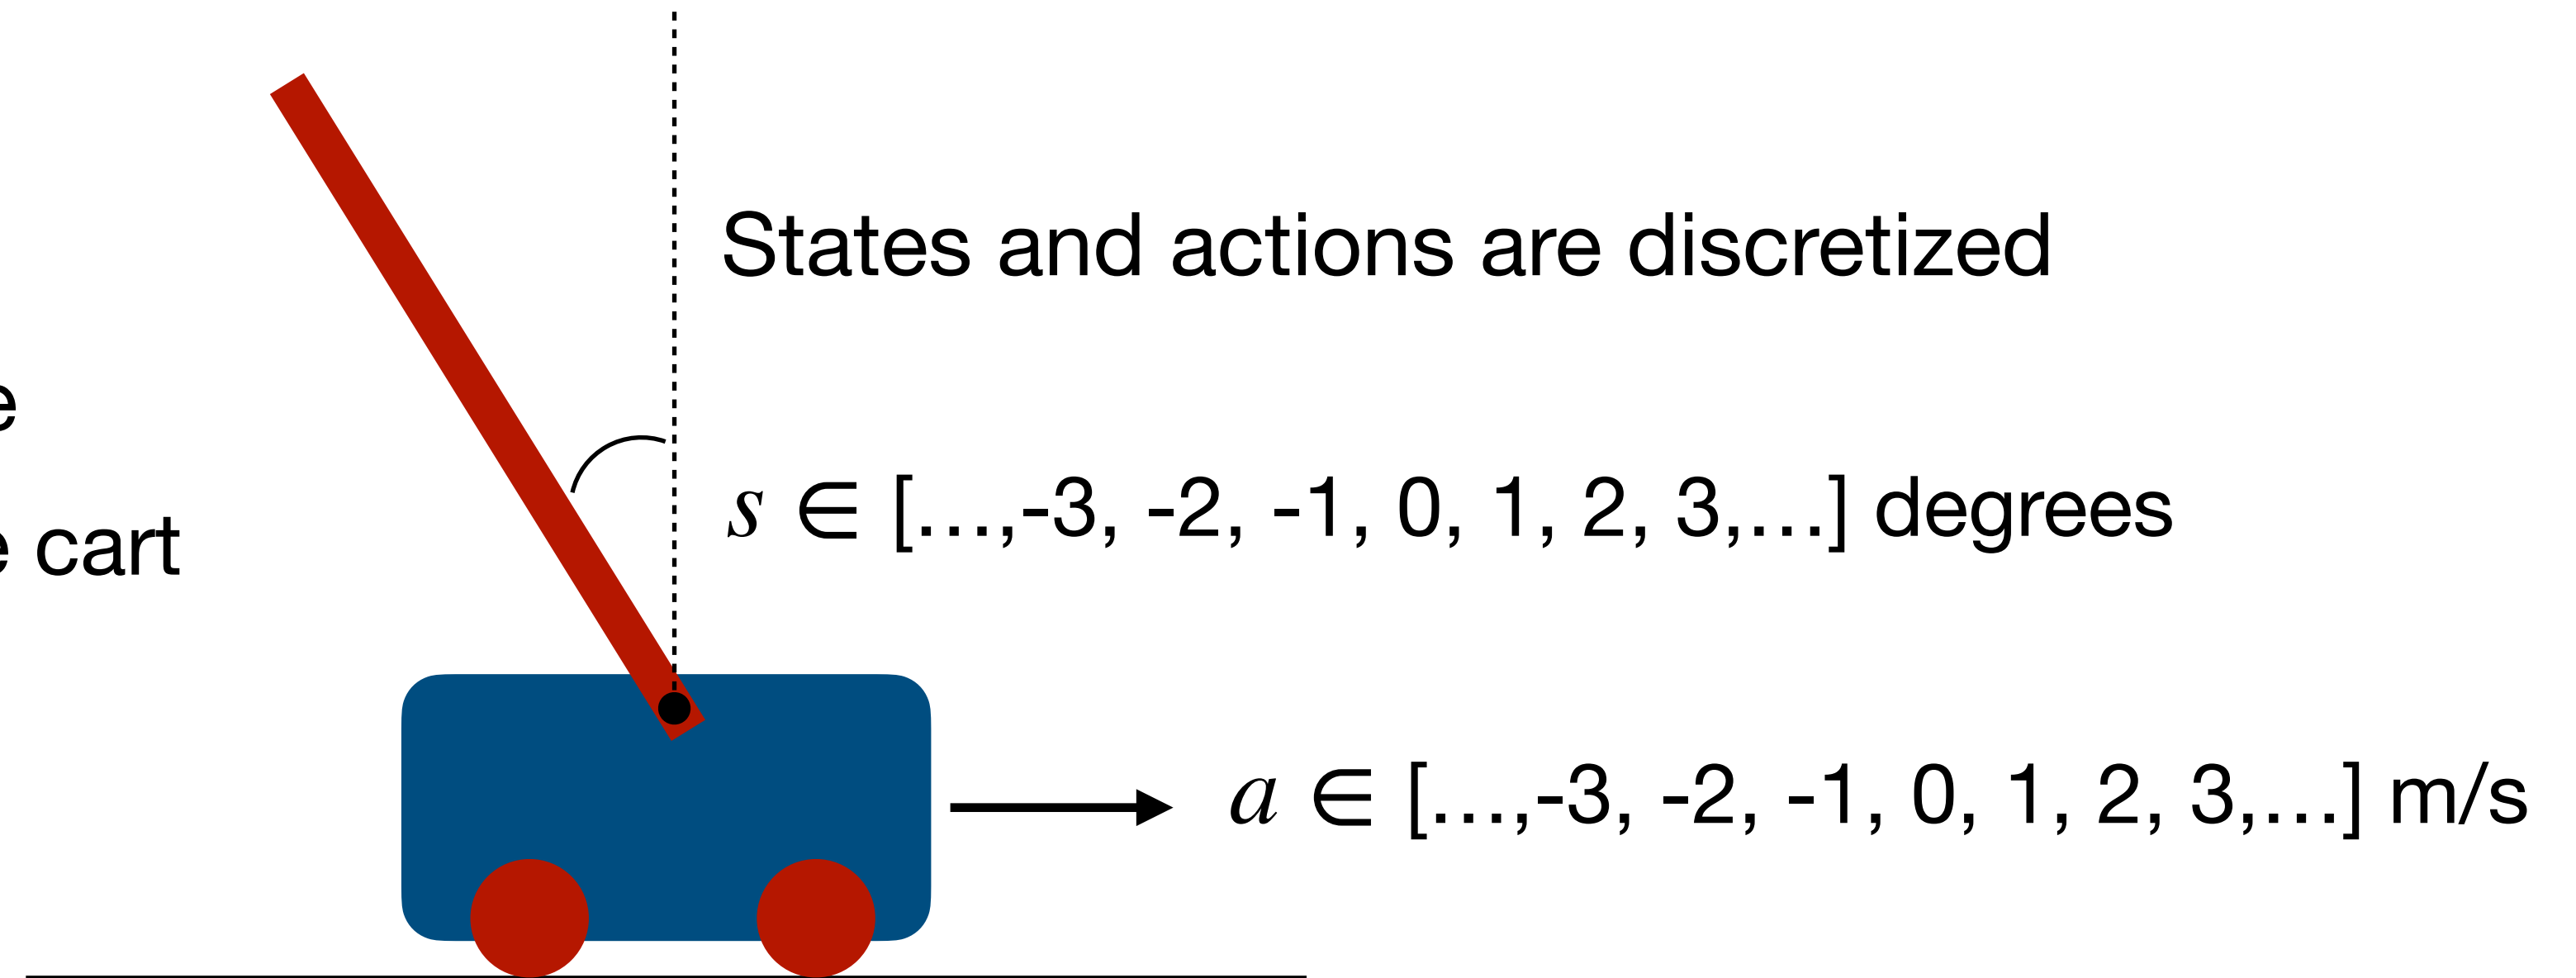 States and actions are discretized
e
s ∈ [...,-3, -2, -1, 0, 1, 2, 3,...] degrees
e cart
a ∈ [...,-3, -2, -1, 0, 1, 2, 3,...] m/s